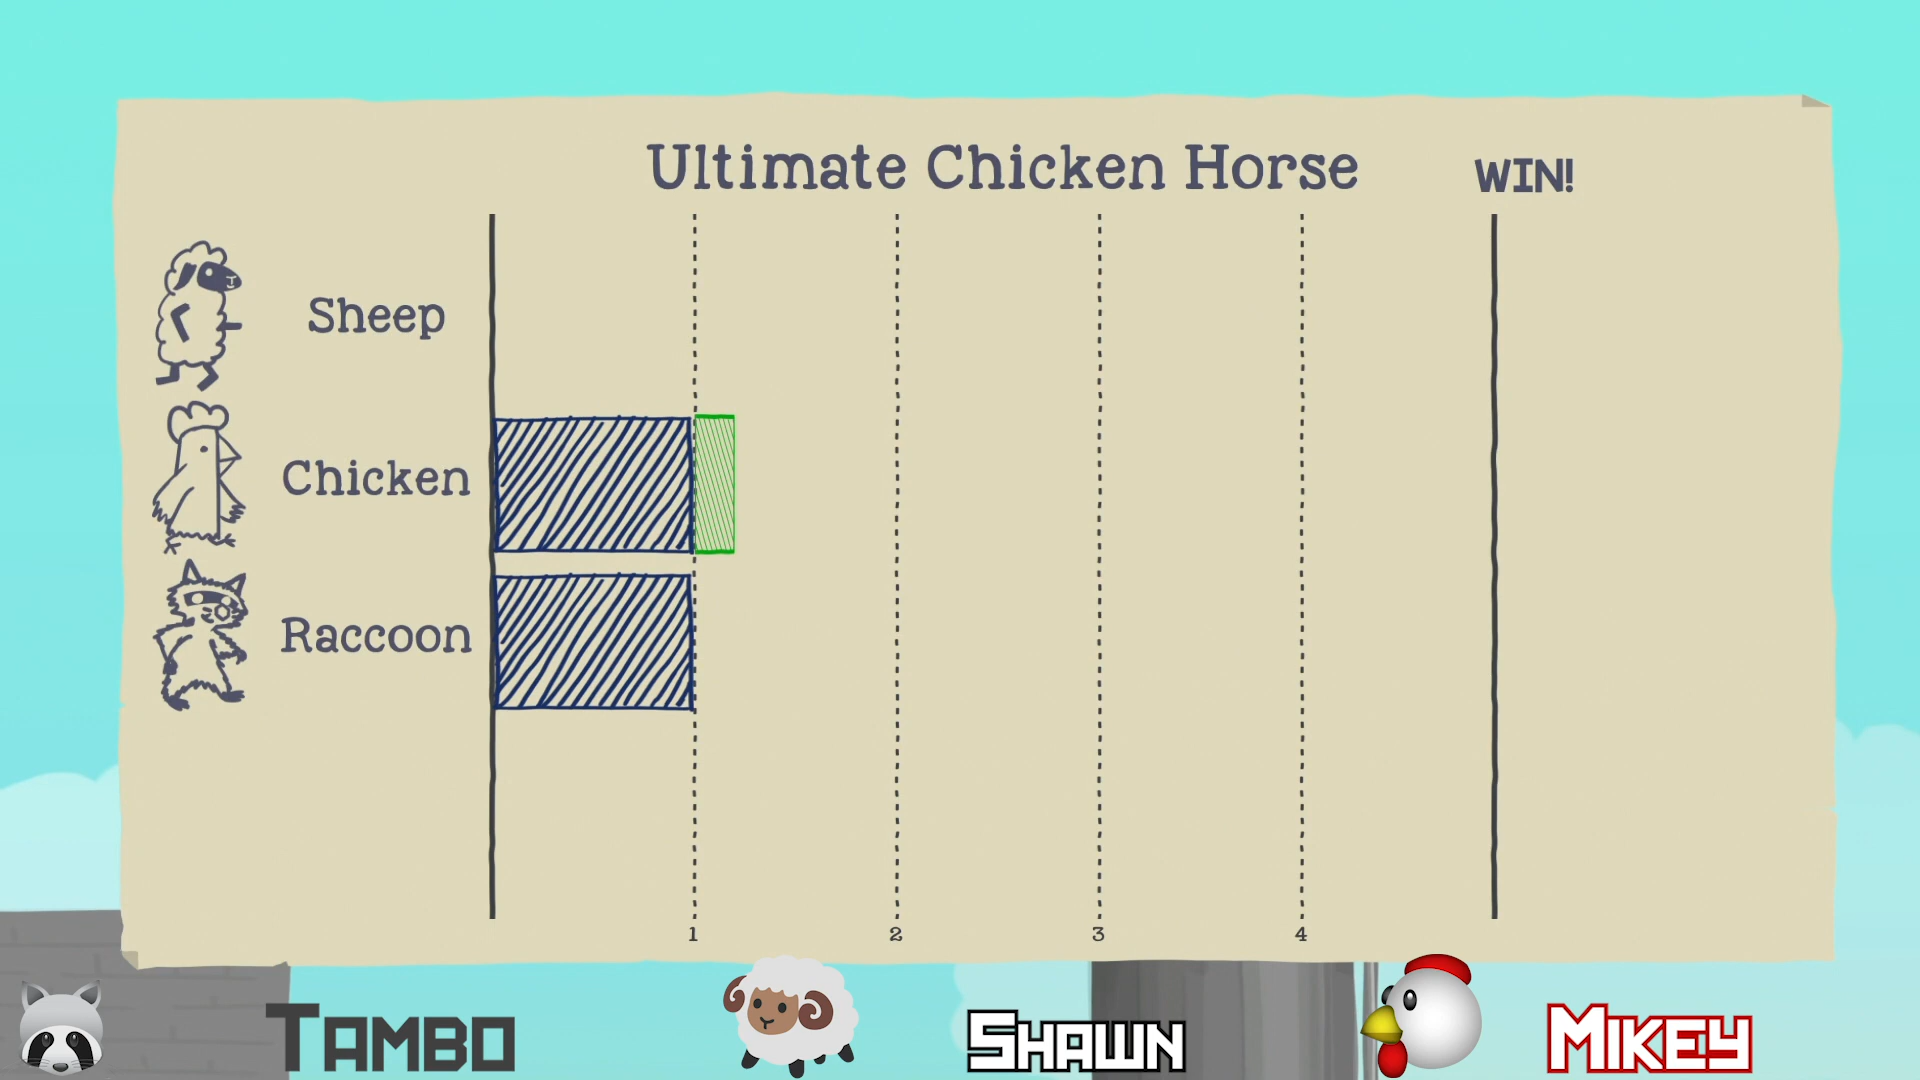 Ultimate Chicken Horse
WIN!
Sheep
Chicken
Raccoon
1 2 3 4
TAMBO
SHAWN
MIKEY